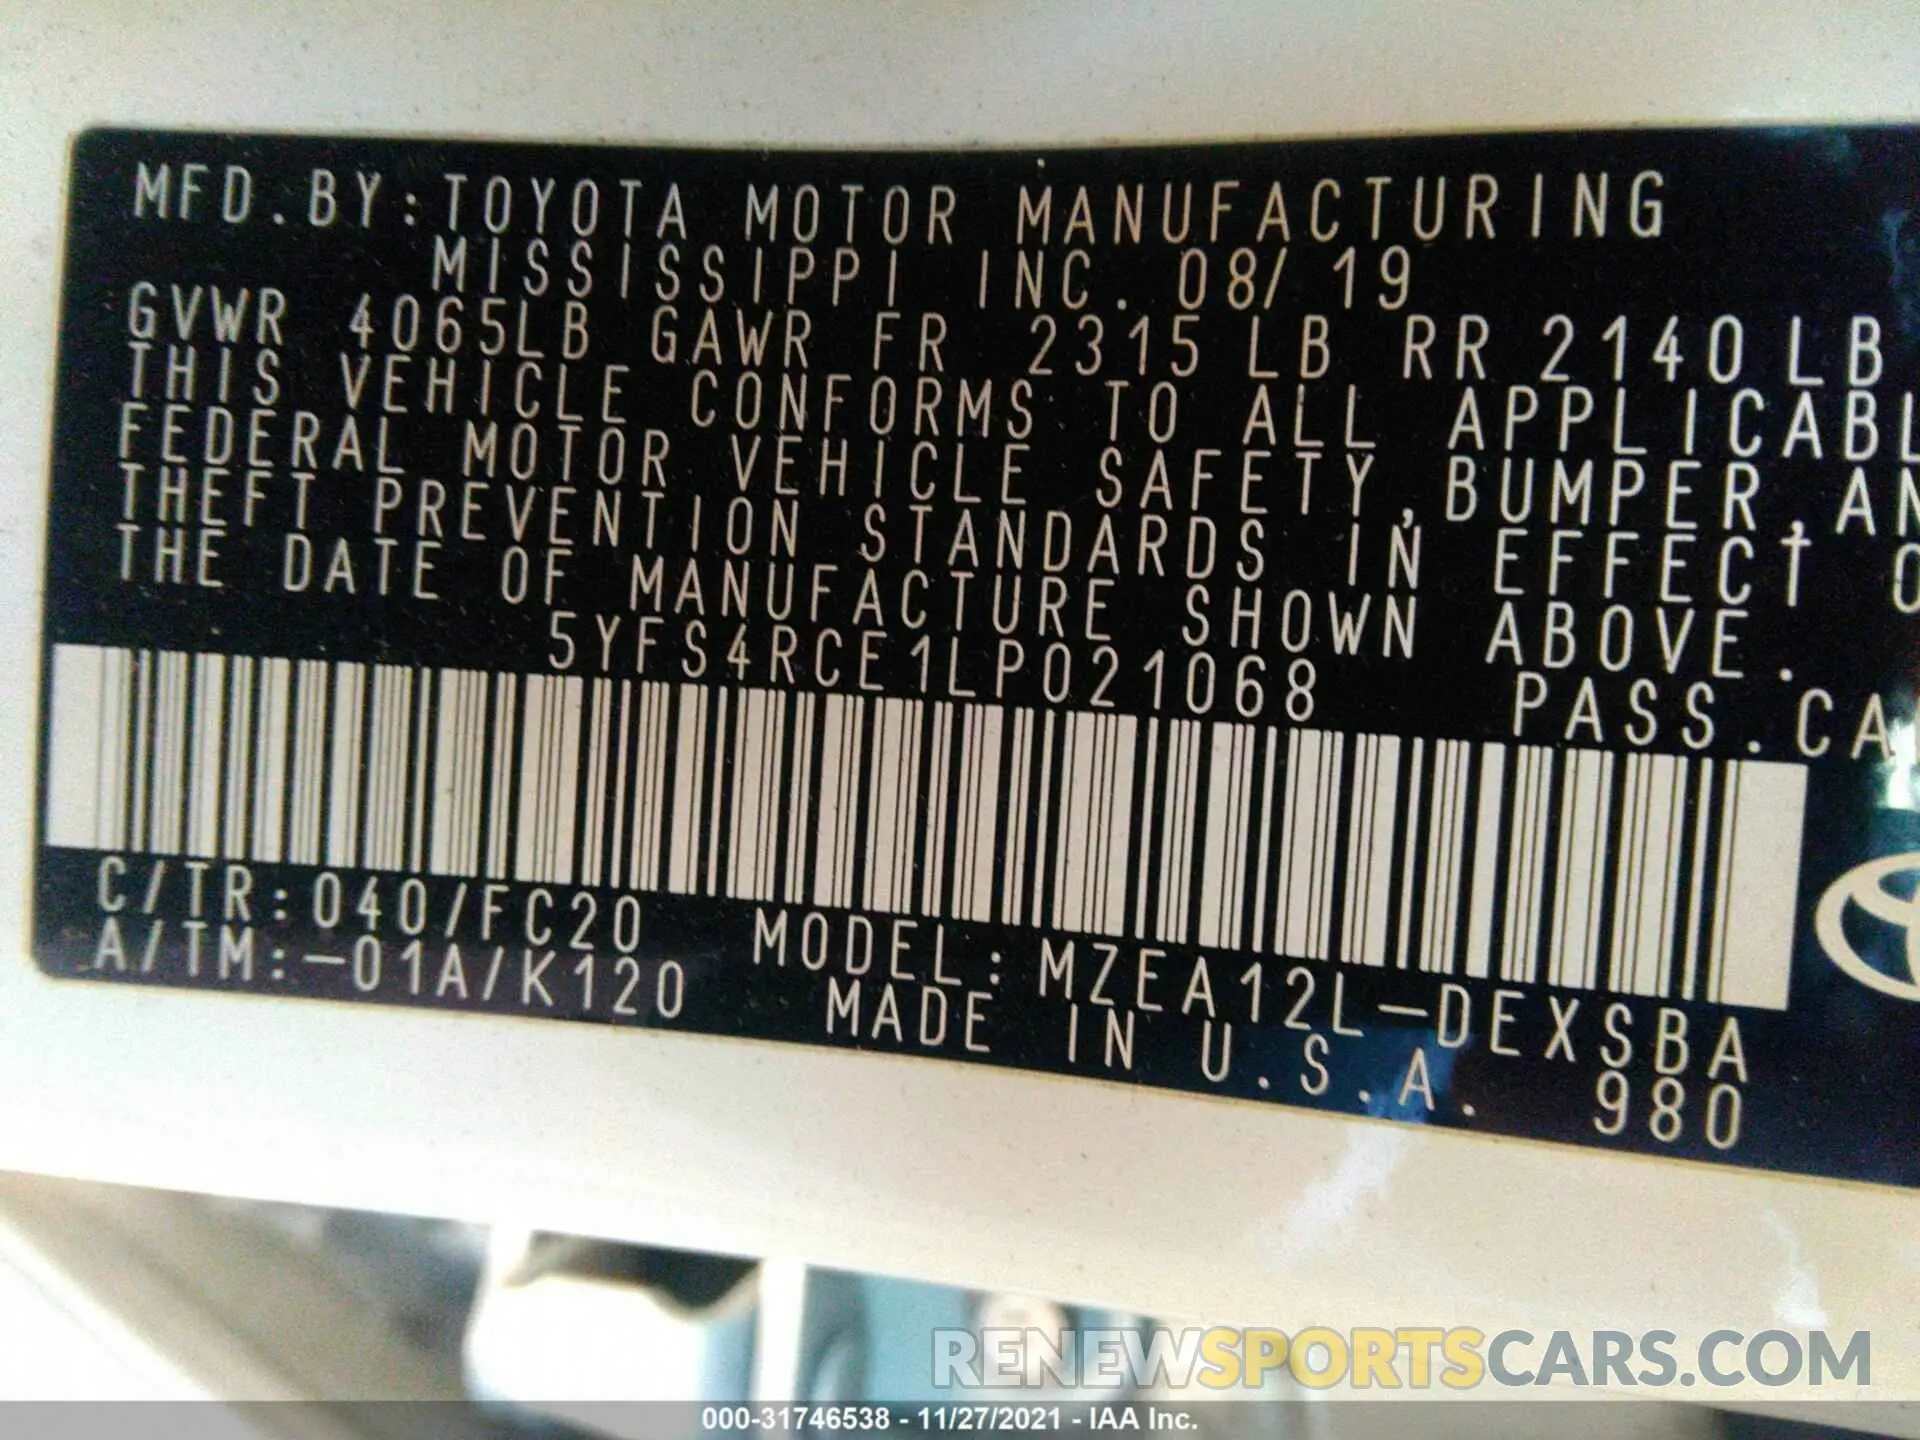 MFD.BY:TOYOTA MOTOR MANUFACTURING
MISSISSIPPI INC. 08/19
GVWR 4065LB GAWR FR 2315LB RR 2140LB
THIS VEHICLE CONFORMS TO ALL APPLICABL
FEDERAL MOTOR VEHICLE SAFETY,BUMPER,AN
THEFT PREVENTION STANDARDS IN EFFECT O
THE DATE OF MANUFACTURE SHOWN ABOVE.
5YFS4RCE1LP021068 PASS.CA
C/TR:040/FC20 MODEL:MZEA12L-DEXSBA
A/TM:-01A/K120 MADE IN U.S.A. 980
RENEWSPORTSCARS.COM
000-31746538 - 11/27/2021 - IAA Inc.